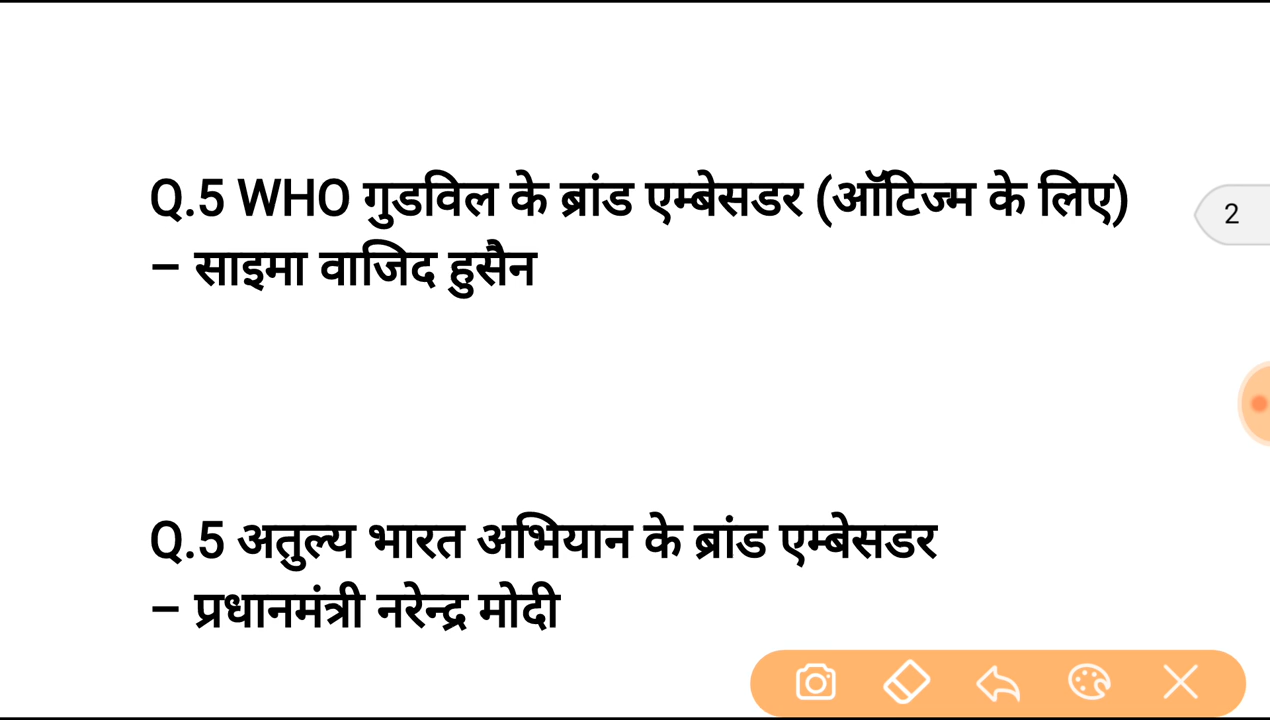 Q.5 WHO गुडविल के ब्रांड एम्बेसडर (ऑटिज्म के लिए)
– साइमा वाजिद हुसैन
2
Q.5 अतुल्य भारत अभियान के ब्रांड एम्बेसडर
– प्रधानमंत्री नरेन्द्र मोदी